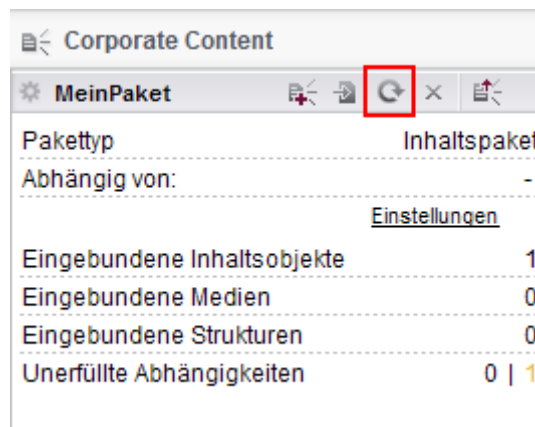 Corporate Content
MeinPaket
Pakettyp Inhaltspaket
Abhängig von: -
Einstellungen
Eingebundene Inhaltsobjekte 1
Eingebundene Medien 0
Eingebundene Strukturen 0
Unerfüllte Abhängigkeiten 0 | 1